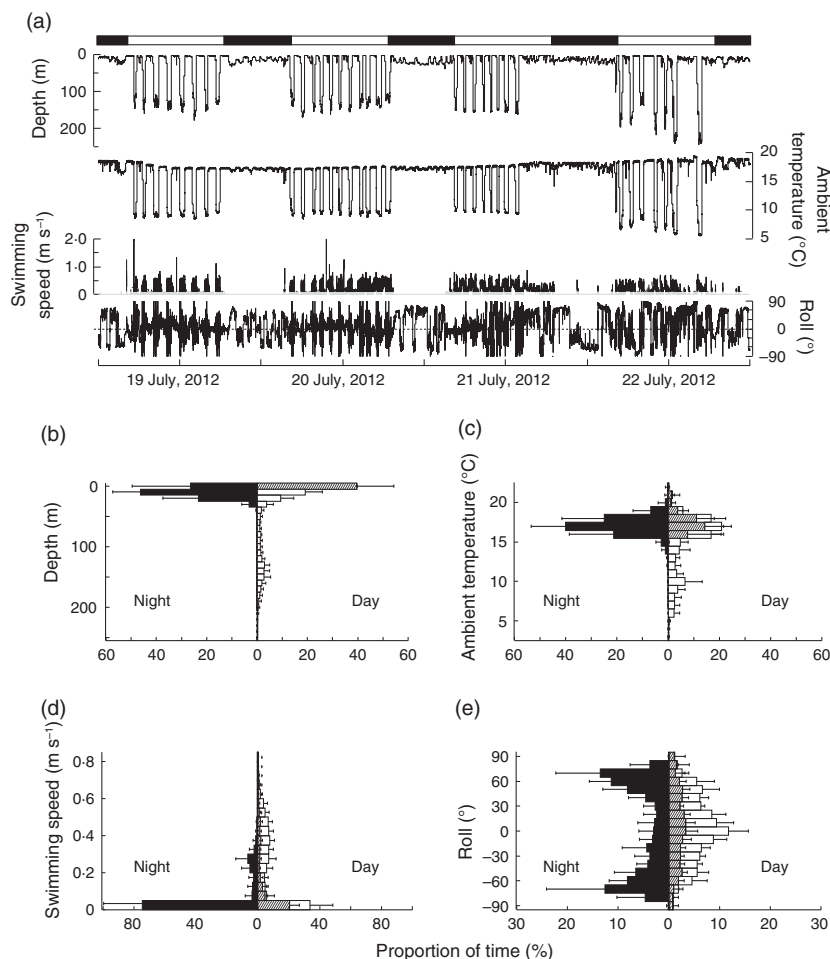 (a)
0
100
200
Depth (m)
20
15
10
5
Ambient
temperature (°C)
2·0
1·0
0
Swimming
speed (m s⁻¹)
90
0
–90
Roll (°)
19 July, 2012 20 July, 2012 21 July, 2012 22 July, 2012
(b)
0
100
200
Depth (m)
Night Day
60 40 20 0 20 40 60
(c)
20
15
10
5
Ambient temperature (°C)
Night Day
60 40 20 0 20 40 60
(d)
0·8
0·6
0·4
0·2
0
Swimming speed (m s⁻¹)
Night Day
80 40 0 40 80
(e)
90
60
30
0
–30
–60
–90
Roll (°)
Night Day
30 20 10 0 10 20 30
Proportion of time (%)